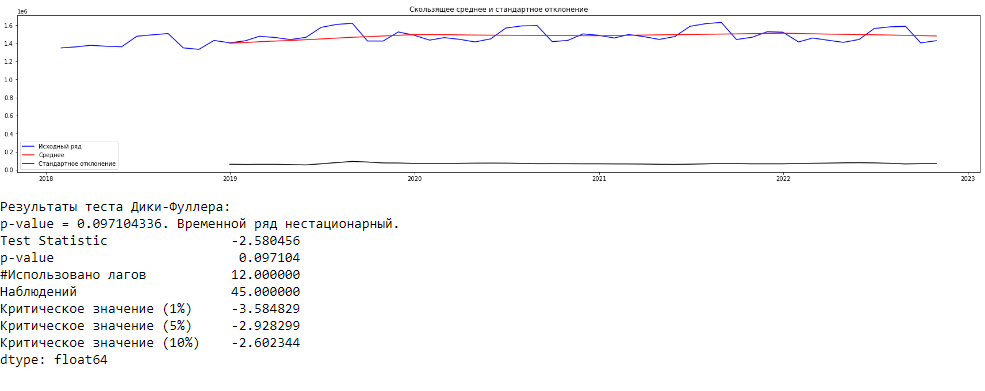 Скользящее среднее и стандартное отклонение
1e6
1.6
1.4
1.2
1.0
0.8
0.6
0.4
0.2
0.0
Исходный ряд
Среднее
Стандартное отклонение
2018
2019
2020
2021
2022
2023
Результаты теста Дики-Фуллера:
p-value = 0.097104336. Временной ряд нестационарный.
Test Statistic -2.580456
p-value 0.097104
#Использовано лагов 12.000000
Наблюдений 45.000000
Критическое значение (1%) -3.584829
Критическое значение (5%) -2.928299
Критическое значение (10%) -2.602344
dtype: float64